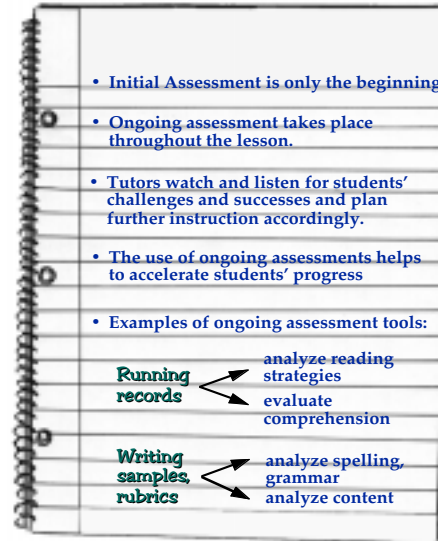 • Initial Assessment is only the beginning
• Ongoing assessment takes place
throughout the lesson.
• Tutors watch and listen for students'
challenges and successes and plan
further instruction accordingly.
• The use of ongoing assessments helps
to accelerate students' progress
• Examples of ongoing assessment tools:
Running
records
analyze reading
strategies
evaluate
comprehension
Writing
samples,
rubrics
analyze spelling,
grammar
analyze content